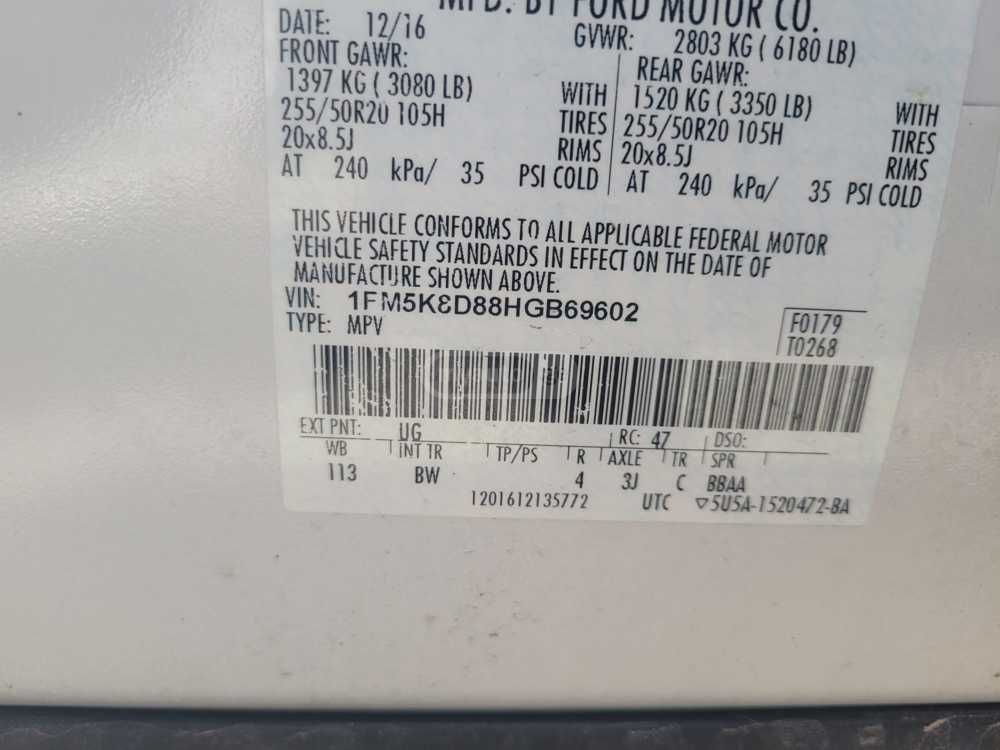 MFD. BY FORD MOTOR CO.
DATE: 12/16
GVWR: 2803 KG ( 6180 LB)
FRONT GAWR:
REAR GAWR:
1397 KG ( 3080 LB) WITH
1520 KG ( 3350 LB) WITH
255/50R20 105H TIRES
255/50R20 105H TIRES
20x8.5J RIMS
20x8.5J RIMS
AT 240 kPa/ 35 PSI COLD
AT 240 kPa/ 35 PSI COLD
THIS VEHICLE CONFORMS TO ALL APPLICABLE FEDERAL MOTOR
VEHICLE SAFETY STANDARDS IN EFFECT ON THE DATE OF
MANUFACTURE SHOWN ABOVE.
VIN: 1FM5K8D88HGB69602
TYPE: MPV
F0179
T0268
EXT PNT: UG RC: 47 DSO:
WB INT TR TP/PS R AXLE TR SPR
113 BW 4 3J C BBAA
1201612135772 UTC ▽5U5A-1520472-BA